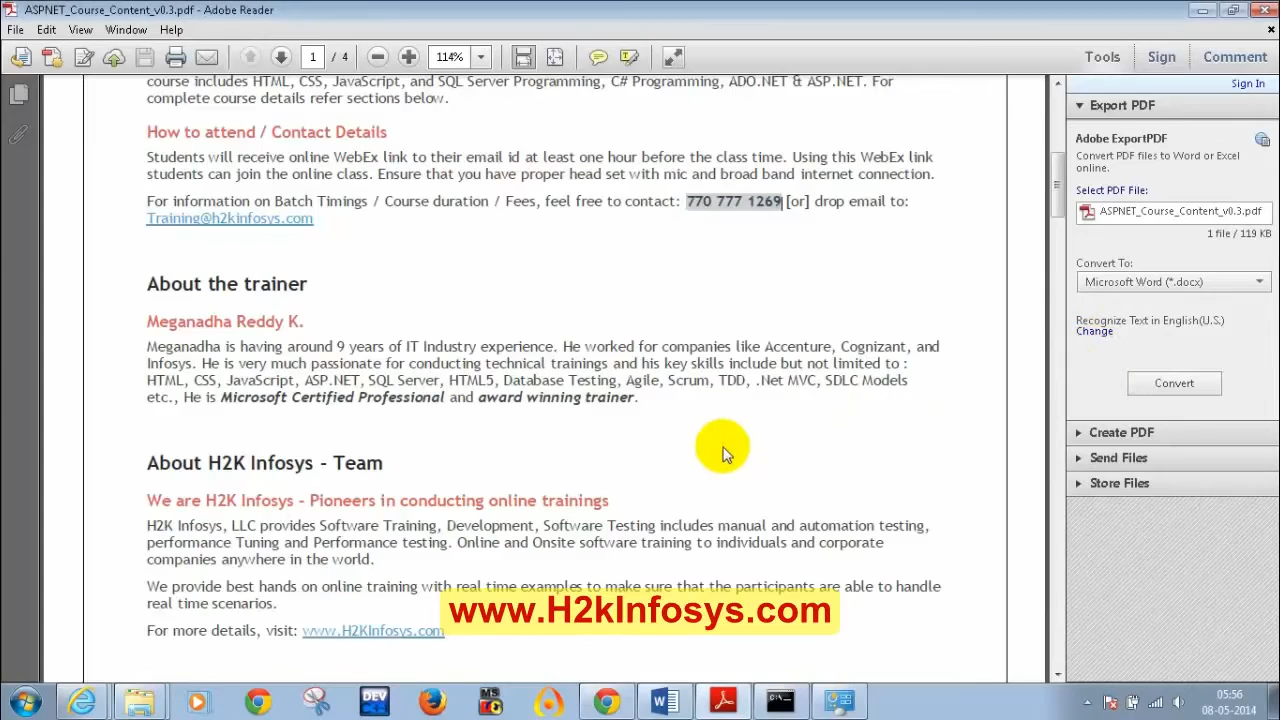 ASPNET_Course_Content_v0.3.pdf - Adobe Reader
File Edit View Window Help
1 / 4 114% Tools Sign Comment
course includes HTML, CSS, JavaScript, and SQL Server Programming, C# Programming, ADO.NET & ASP.NET. For
complete course details refer sections below.
How to attend / Contact Details
Students will receive online WebEx link to their email id at least one hour before the class time. Using this WebEx link
students can join the online class. Ensure that you have proper head set with mic and broad band internet connection.
For information on Batch Timings / Course duration / Fees, feel free to contact: 770 777 1269 [or] drop email to:
Training@h2kinfosys.com
About the trainer
Meganadha Reddy K.
Meganadha is having around 9 years of IT Industry experience. He worked for companies like Accenture, Cognizant, and
Infosys. He is very much passionate for conducting technical trainings and his key skills include but not limited to :
HTML, CSS, JavaScript, ASP.NET, SQL Server, HTML5, Database Testing, Agile, Scrum, TDD, .Net MVC, SDLC Models
etc., He is Microsoft Certified Professional and award winning trainer.
About H2K Infosys - Team
We are H2K Infosys - Pioneers in conducting online trainings
H2K Infosys, LLC provides Software Training, Development, Software Testing includes manual and automation testing,
performance Tuning and Performance testing. Online and Onsite software training to individuals and corporate
companies anywhere in the world.
We provide best hands on online training with real time examples to make sure that the participants are able to handle
real time scenarios.
For more details, visit: www.H2KInfosys.com
www.H2kInfosys.com
Sign In
Export PDF
Adobe ExportPDF
Convert PDF files to Word or Excel
online.
Select PDF File:
ASPNET_Course_Content_v0.3.pdf
1 file / 119 KB
Convert To:
Microsoft Word (*.docx)
Recognize Text in English(U.S.)
Change
Convert
Create PDF
Send Files
Store Files
DEV
MS
05:56
08-05-2014